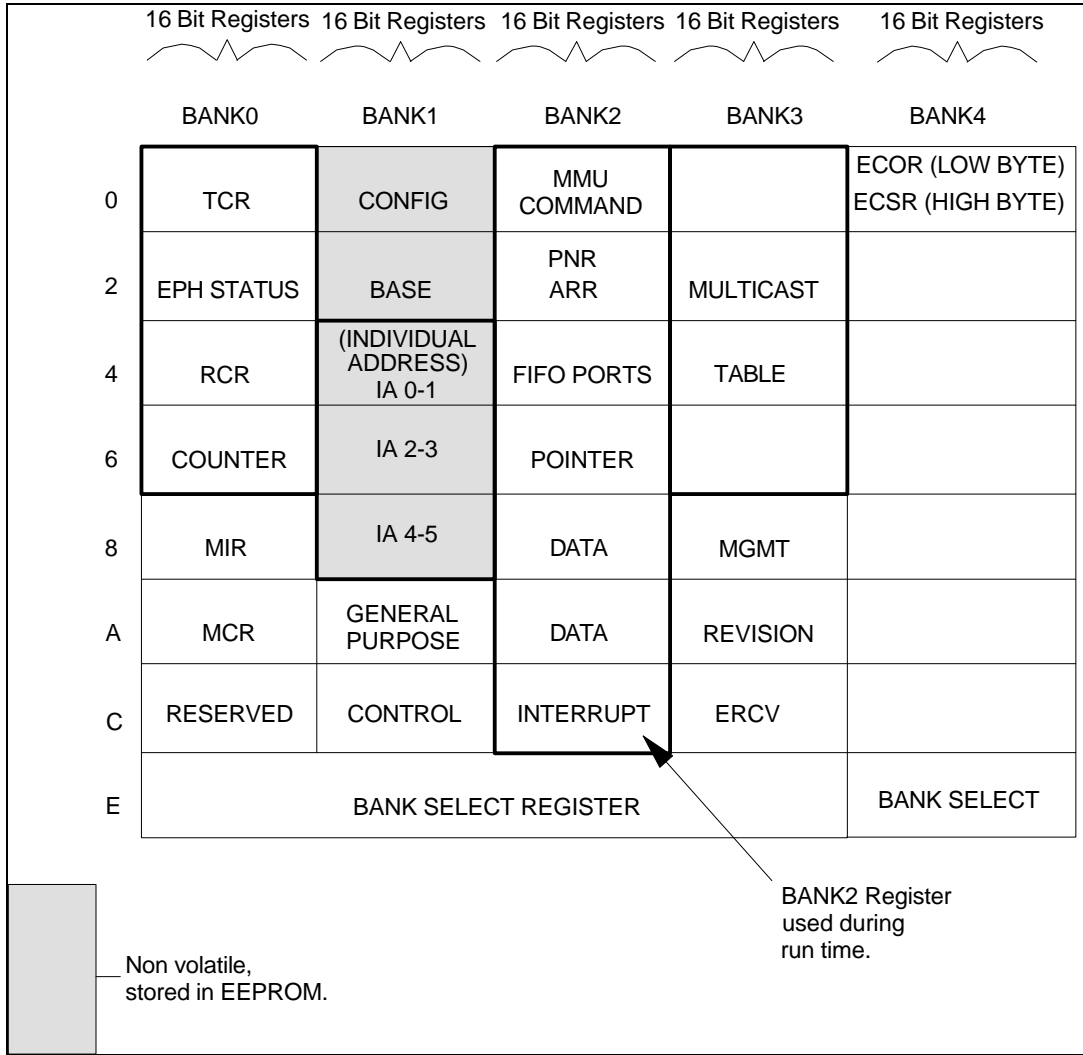 16 Bit Registers 16 Bit Registers 16 Bit Registers 16 Bit Registers 16 Bit Registers
BANK0 BANK1 BANK2 BANK3 BANK4
0 TCR CONFIG MMU COMMAND ECOR (LOW BYTE) ECSR (HIGH BYTE)
2 EPH STATUS BASE PNR ARR MULTICAST
4 RCR (INDIVIDUAL ADDRESS) IA 0-1 FIFO PORTS TABLE
6 COUNTER IA 2-3 POINTER
8 MIR IA 4-5 DATA MGMT
A MCR GENERAL PURPOSE DATA REVISION
C RESERVED CONTROL INTERRUPT ERCV
E BANK SELECT REGISTER BANK SELECT
BANK2 Register
used during
run time.
Non volatile,
stored in EEPROM.